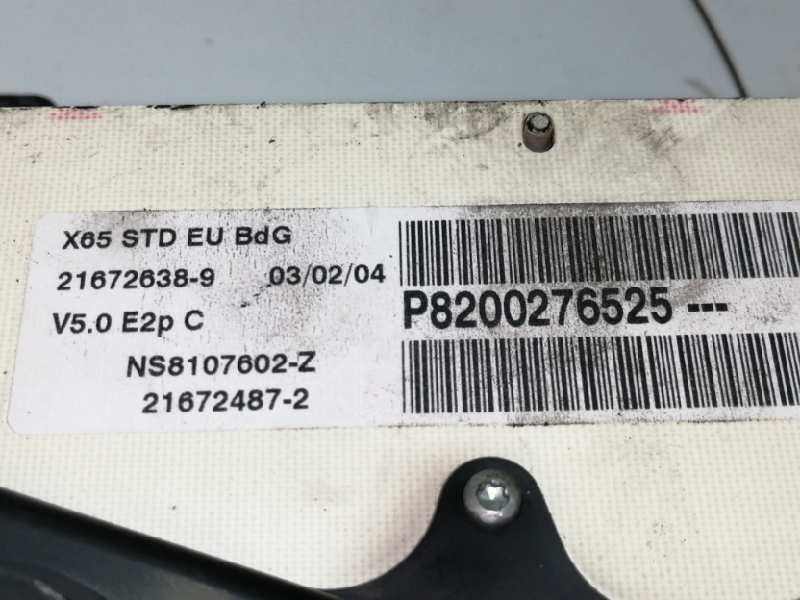 X65 STD EU BdG
21672638-9 03/02/04
V5.0 E2p C
NS8107602-Z
21672487-2
P8200276525 ---